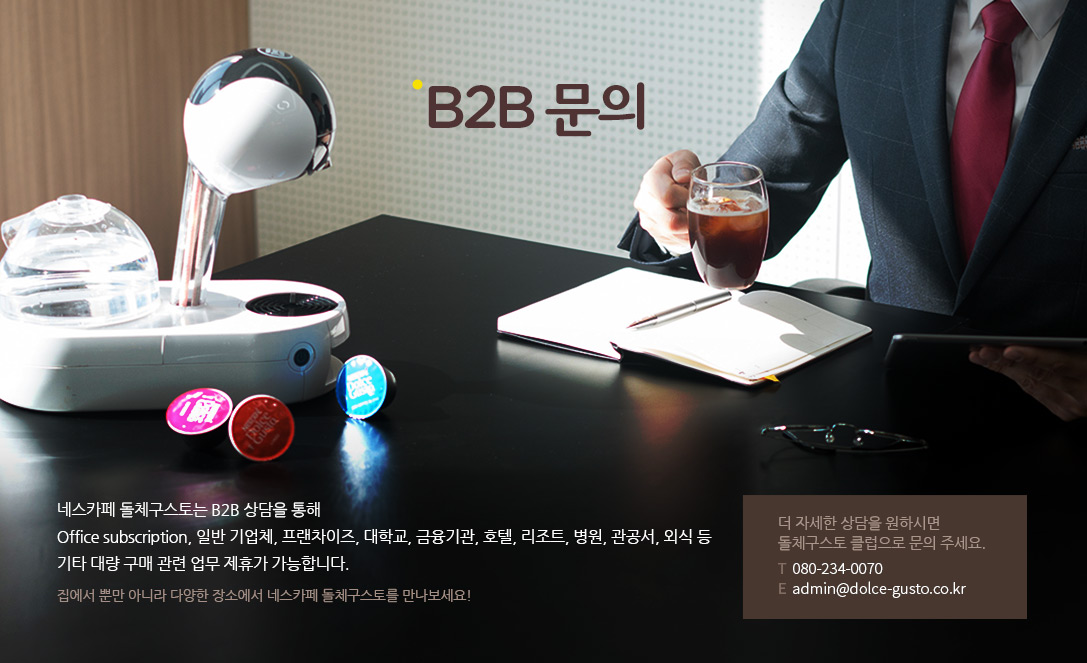 B2B 문의
네스카페 돌체구스토는 B2B 상담을 통해
Office subscription, 일반 기업체, 프랜차이즈, 대학교, 금융기관, 호텔, 리조트, 병원, 관공서, 외식 등
기타 대량 구매 관련 업무 제휴가 가능합니다.
집에서 뿐만 아니라 다양한 장소에서 네스카페 돌체구스토를 만나보세요!
더 자세한 상담을 원하시면
돌체구스토 클럽으로 문의 주세요.
T 080-234-0070
E admin@dolce-gusto.co.kr